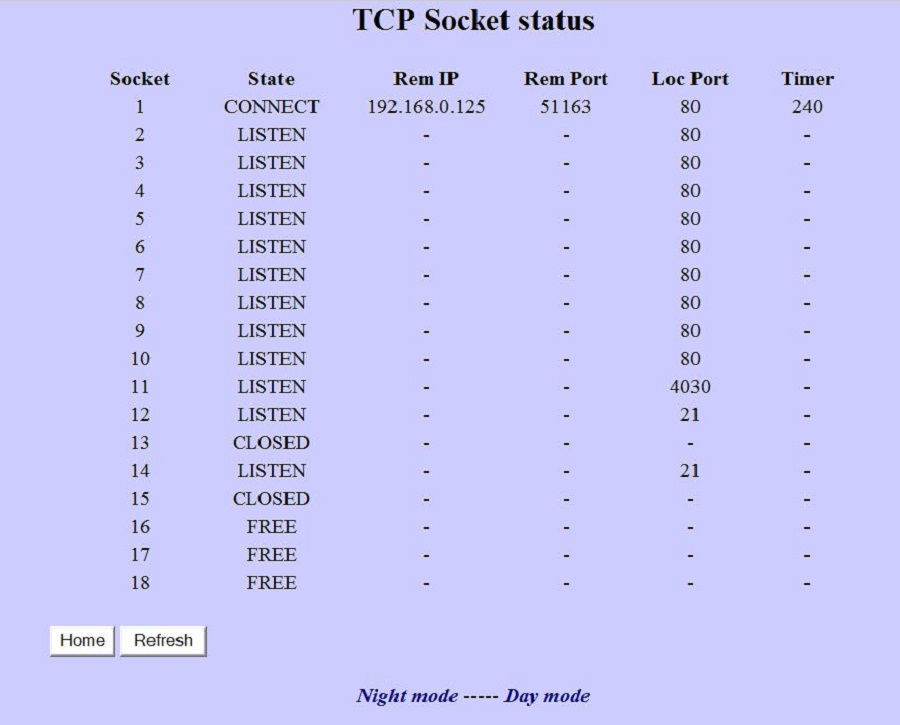 TCP Socket status
Socket State Rem IP Rem Port Loc Port Timer
1 CONNECT 192.168.0.125 51163 80 240
2 LISTEN - - 80 -
3 LISTEN - - 80 -
4 LISTEN - - 80 -
5 LISTEN - - 80 -
6 LISTEN - - 80 -
7 LISTEN - - 80 -
8 LISTEN - - 80 -
9 LISTEN - - 80 -
10 LISTEN - - 80 -
11 LISTEN - - 4030 -
12 LISTEN - - 21 -
13 CLOSED - - - -
14 LISTEN - - 21 -
15 CLOSED - - - -
16 FREE - - - -
17 FREE - - - -
18 FREE - - - -
Home Refresh
Night mode ----- Day mode